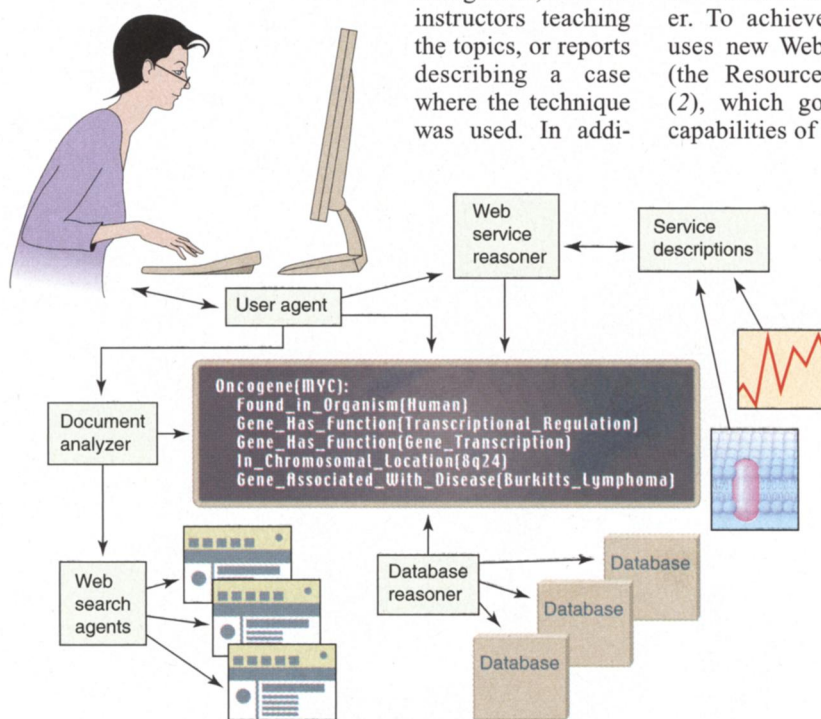 instructors teaching
the topics, or reports
describing a case
where the technique
was used. In addi-
er. To achieve
uses new Web
(the Resource
(2), which go
capabilities of
Web
service
reasoner
Service
descriptions
User agent
Oncogene(MYC):
Found_in_Organism(Human)
Gene_Has_Function(Transcriptional_Regulation)
Gene_Has_Function(Gene_Transcription)
In_Chromosomal_Location(8q24)
Gene_Associated_With_Disease(Burkitts_Lymphoma)
Document
analyzer
Web
search
agents
Database
reasoner
Database
Database
Database